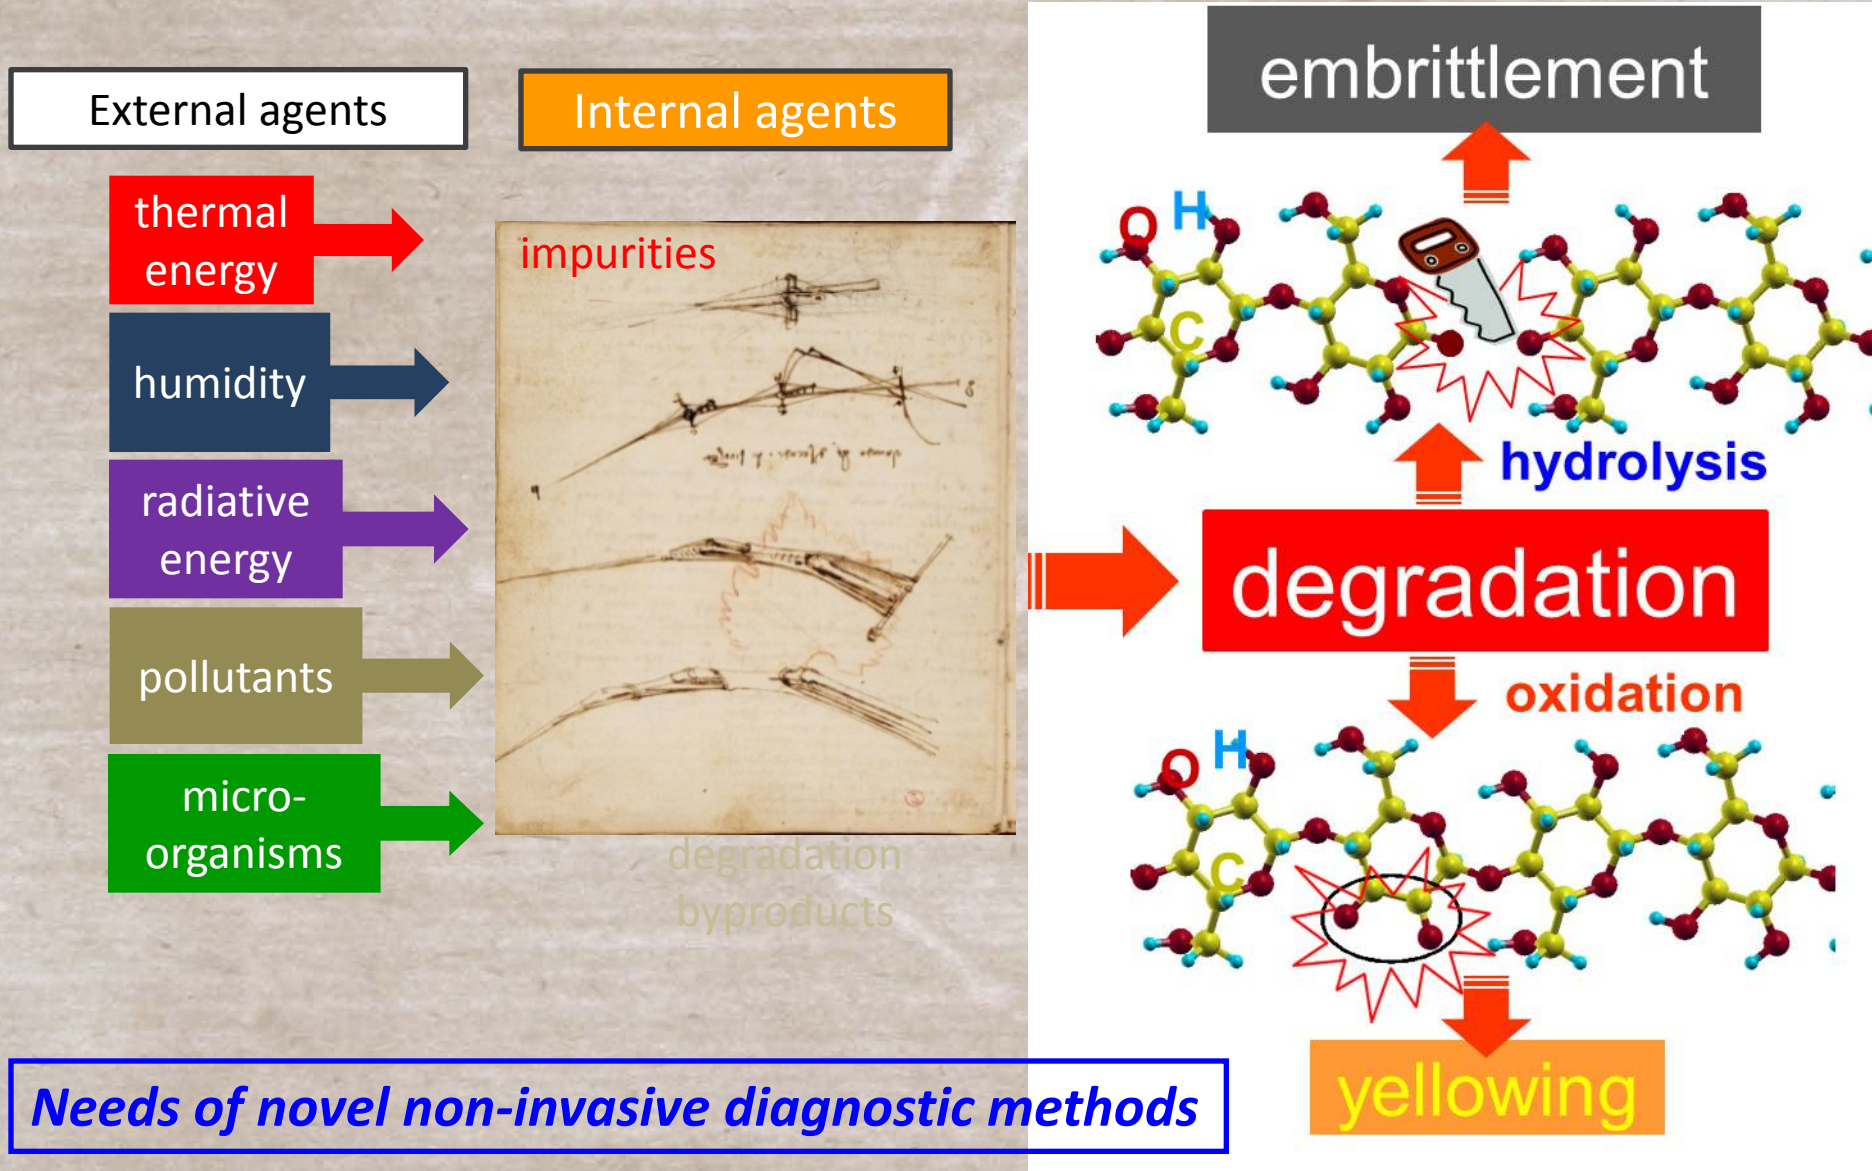 External agents
Internal agents
thermal
energy
humidity
radiative
energy
pollutants
micro-
organisms
impurities
degradation
byproducts
embrittlement
O H
C
hydrolysis
degradation
oxidation
O H
C
yellowing
Needs of novel non-invasive diagnostic methods